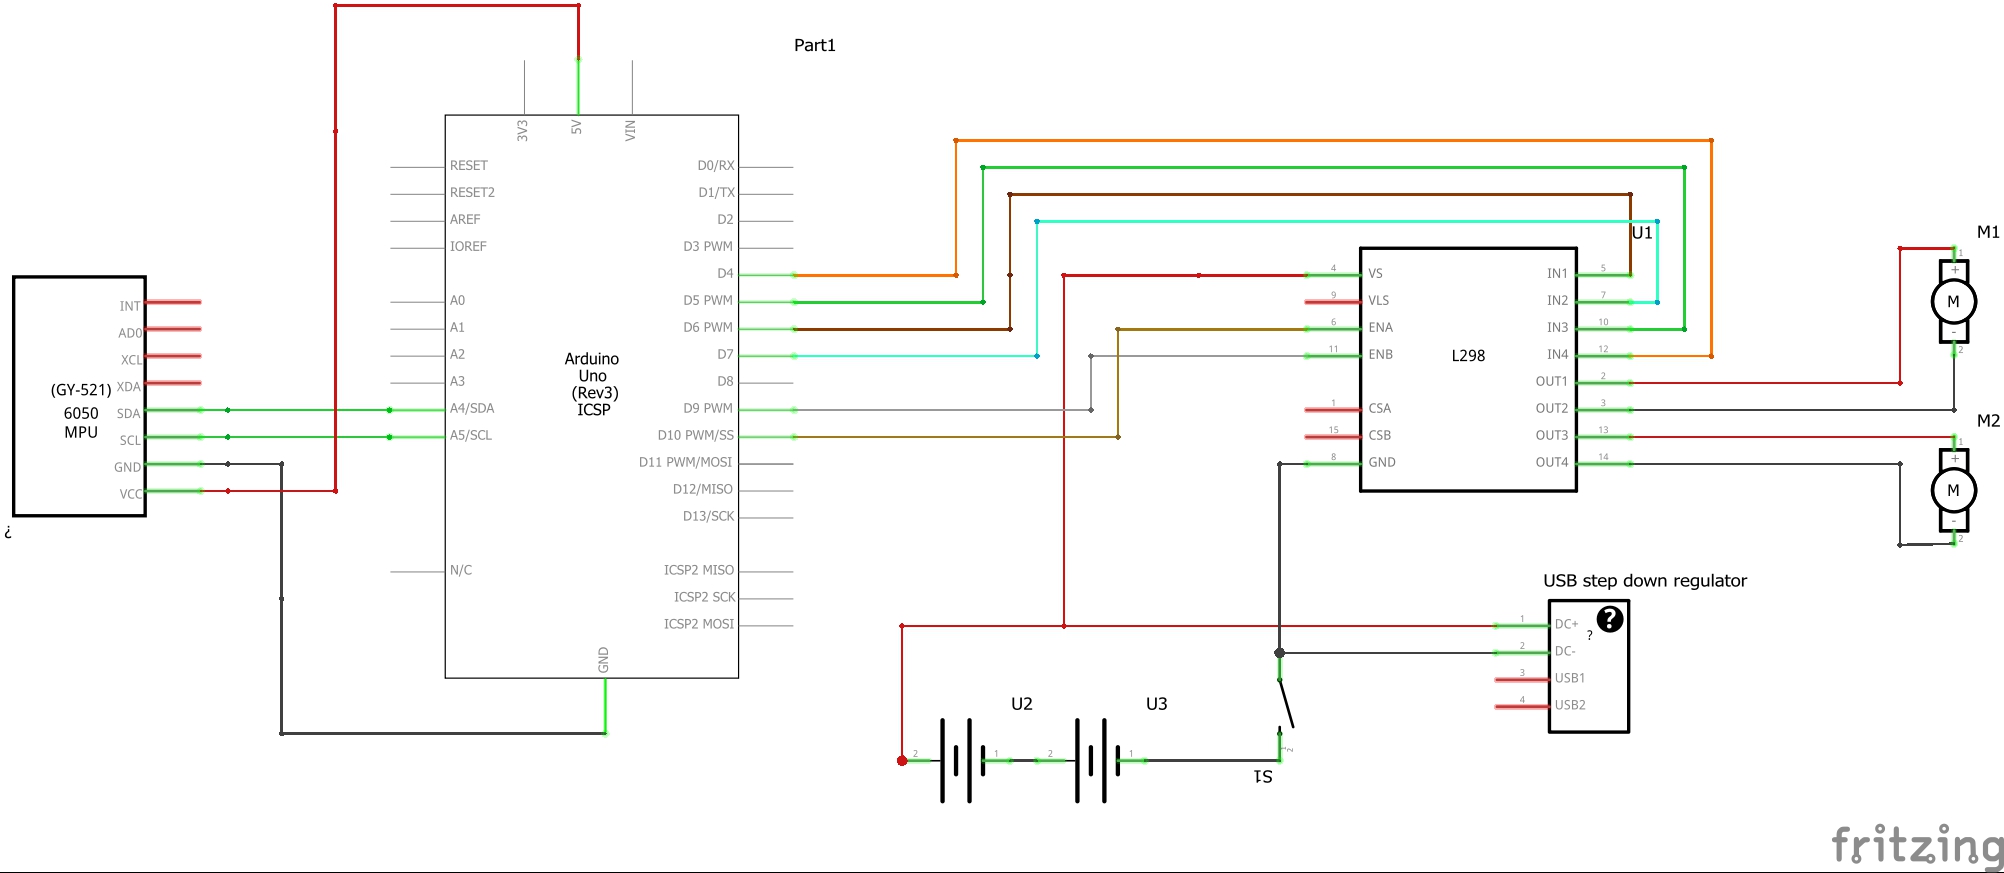 Part1
3V3
5V
VIN
RESET
RESET2
AREF
IOREF
A0
A1
A2
A3
A4/SDA
A5/SCL
N/C
Arduino
Uno
(Rev3)
ICSP
D0/RX
D1/TX
D2
D3 PWM
D4
D5 PWM
D6 PWM
D7
D8
D9 PWM
D10 PWM/SS
D11 PWM/MOSI
D12/MISO
D13/SCK
ICSP2 MISO
ICSP2 SCK
ICSP2 MOSI
GND
INT
AD0
XCL
XDA
SDA
SCL
GND
VCC
(GY-521)
6050
MPU
¿
U1
4 VS
9 VLS
6 ENA
11 ENB
1 CSA
15 CSB
8 GND
L298
IN1 5
IN2 7
IN3 10
IN4 12
OUT1 2
OUT2 3
OUT3 13
OUT4 14
M1
1
+
M
-
2
M2
1
+
M
-
2
USB step down regulator
1 DC+
2 DC-
3 USB1
4 USB2
?
?
U2
2 1
U3
2 1
S1
1
2
fritzing